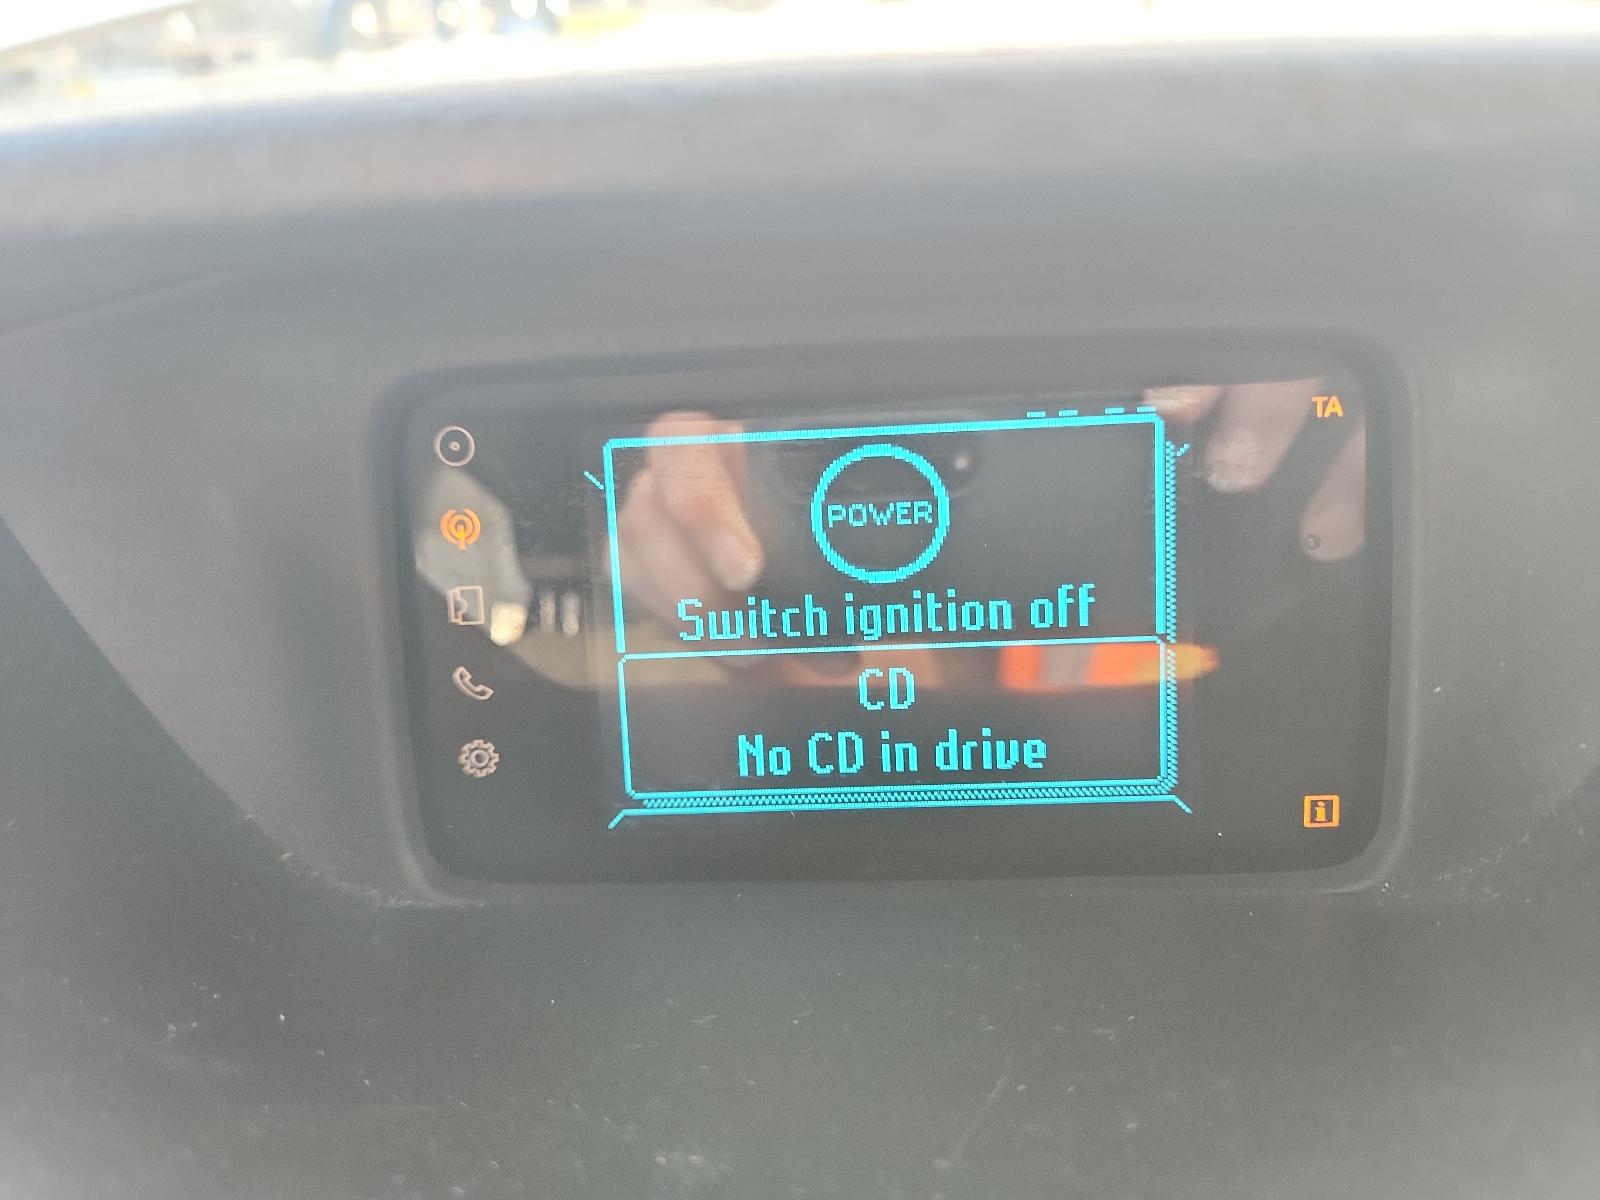 TA
POWER
Switch ignition off
CD
No CD in drive
i